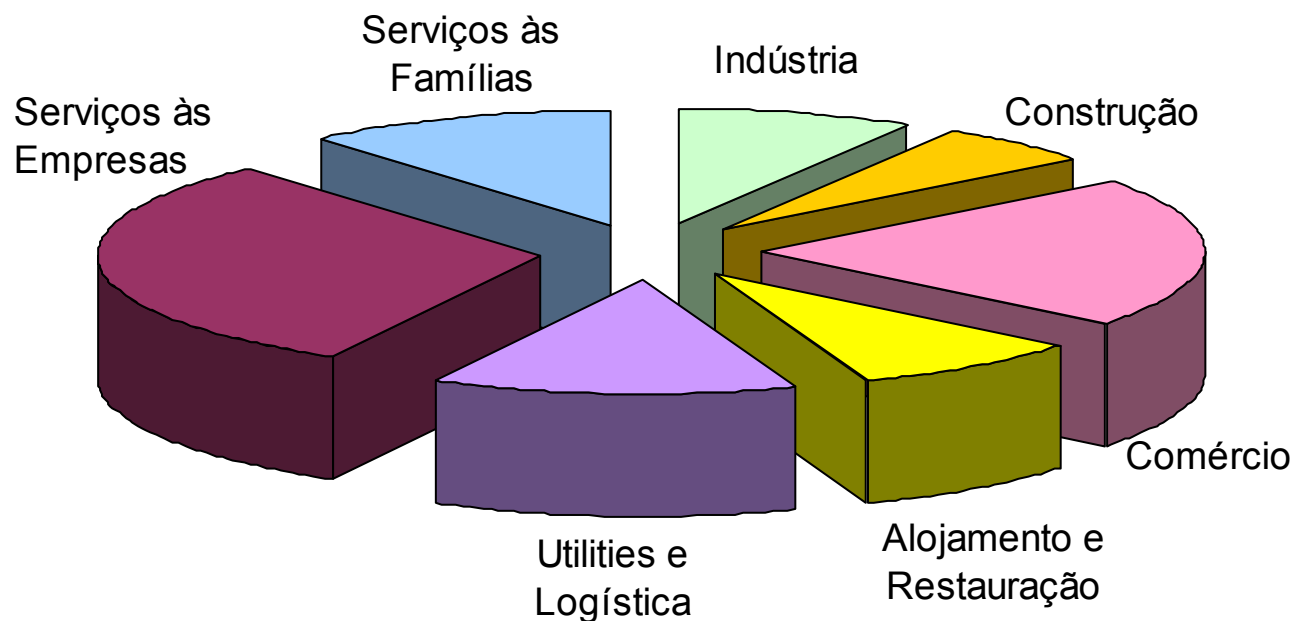 Serviços às
Famílias
Indústria
Serviços às
Empresas
Construção
Comércio
Utilities e
Logística
Alojamento e
Restauração